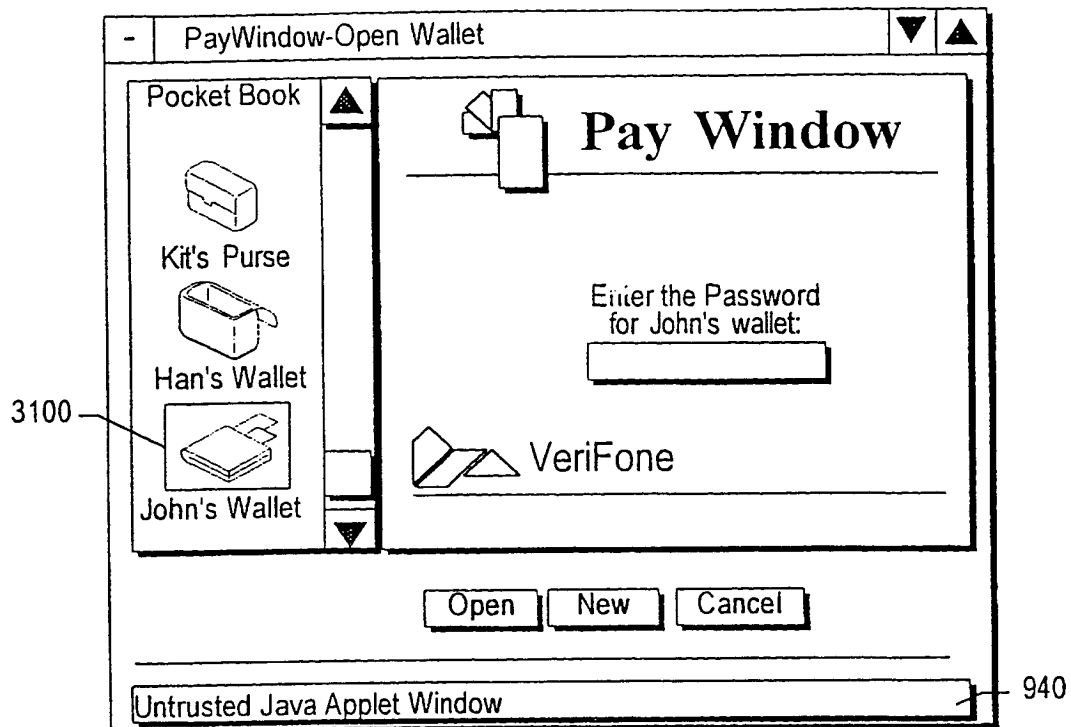 - PayWindow-Open Wallet
Pocket Book
Kit's Purse
Han's Wallet
3100
John's Wallet
Pay Window
Enter the Password
for John's wallet:
VeriFone
Open New Cancel
Untrusted Java Applet Window
940